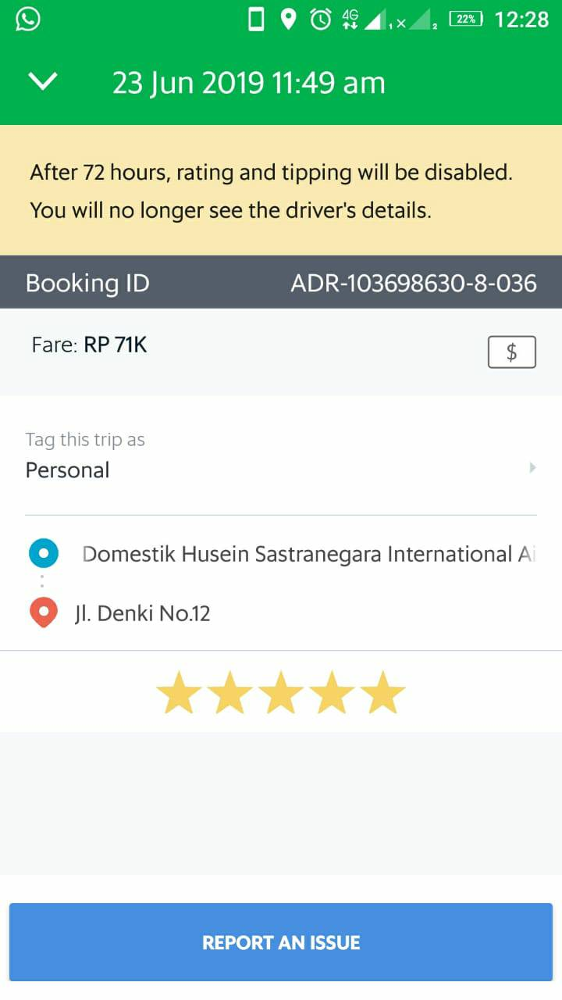 4G 1 x 2 22% 12:28
23 Jun 2019 11:49 am
After 72 hours, rating and tipping will be disabled.
You will no longer see the driver's details.
Booking ID ADR-103698630-8-036
Fare: RP 71K $
Tag this trip as
Personal
Domestik Husein Sastranegara International Ai
Jl. Denki No.12
REPORT AN ISSUE